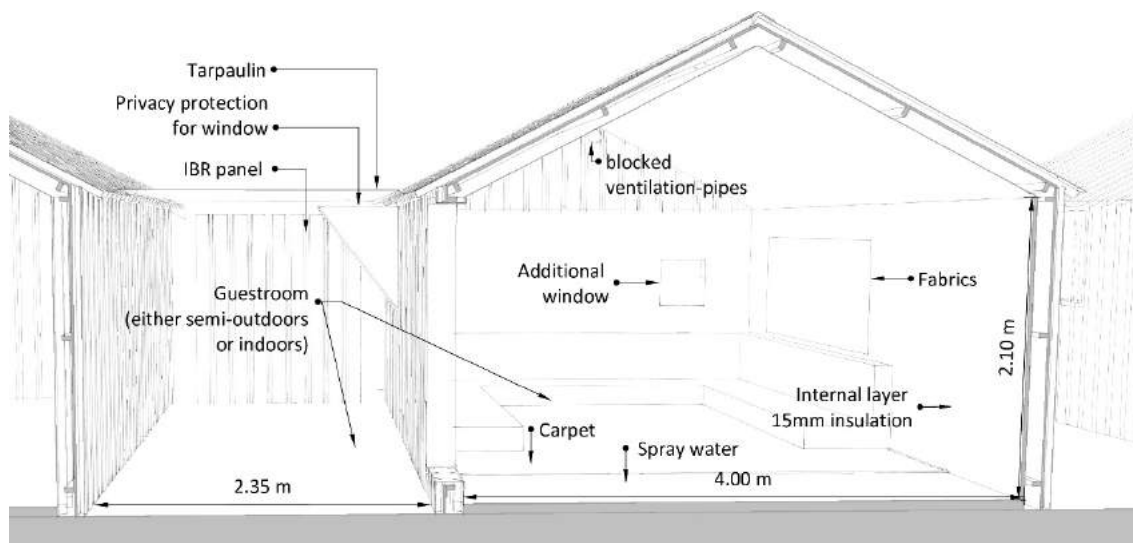 Tarpaulin
Privacy protection
for window
IBR panel
blocked
ventilation-pipes
Additional
window
Fabrics
Guestroom
(either semi-outdoors
or indoors)
2.10 m
Internal layer
15mm insulation
Carpet
Spray water
2.35 m
4.00 m